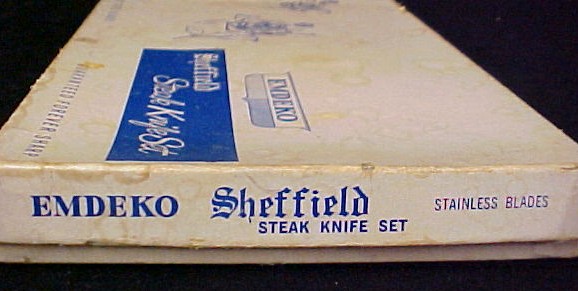 GUARANTEED FOREVER SHARP
Sheffield
Steak Knife Set
EMDEKO
EMDEKO Sheffield
STEAK KNIFE SET
STAINLESS BLADES